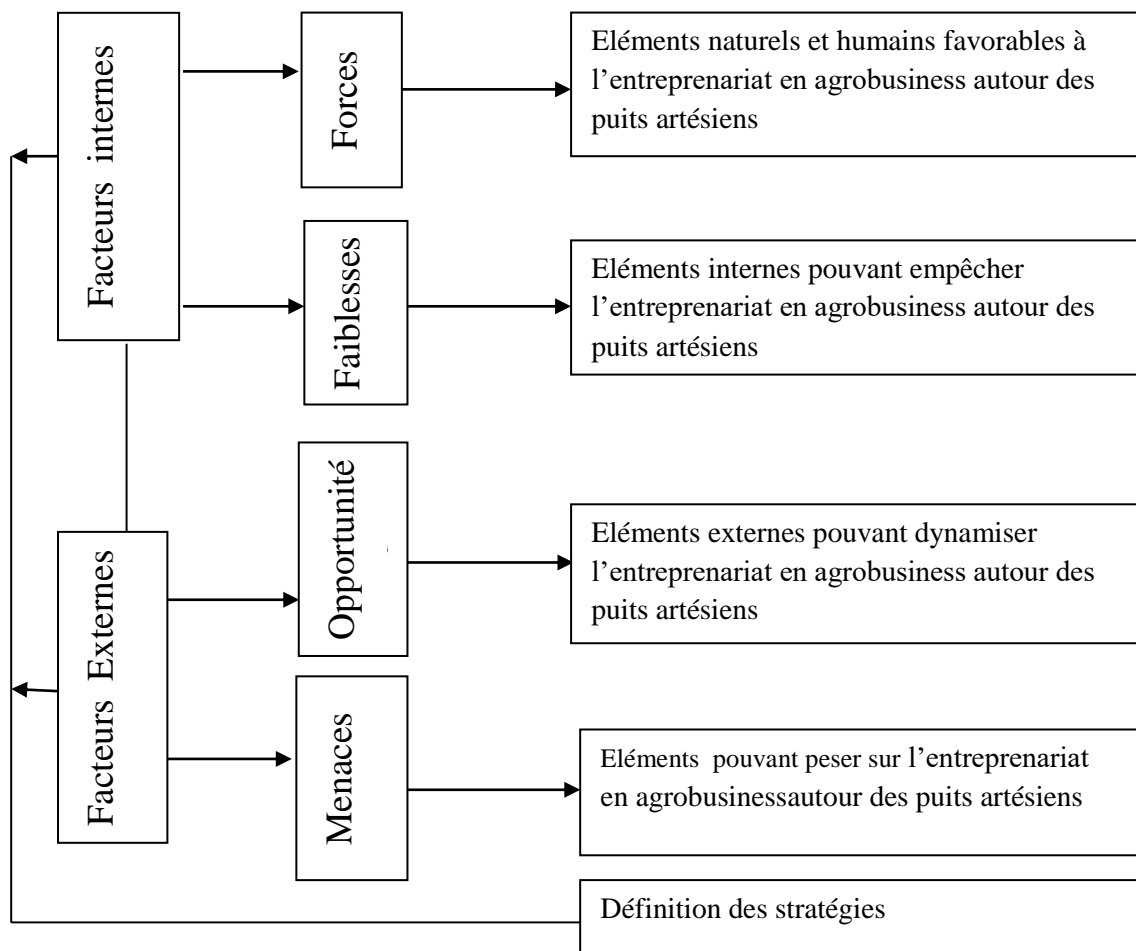 Facteurs internes
Forces
Eléments naturels et humains favorables à
l’entreprenariat en agrobusiness autour des
puits artésiens
Faiblesses
Eléments internes pouvant empêcher
l’entreprenariat en agrobusiness autour des
puits artésiens
Facteurs Externes
Opportunité
Eléments externes pouvant dynamiser
l’entreprenariat en agrobusiness autour des
puits artésiens
Menaces
Eléments pouvant peser sur l’entreprenariat
en agrobusinessautour des puits artésiens
Définition des stratégies